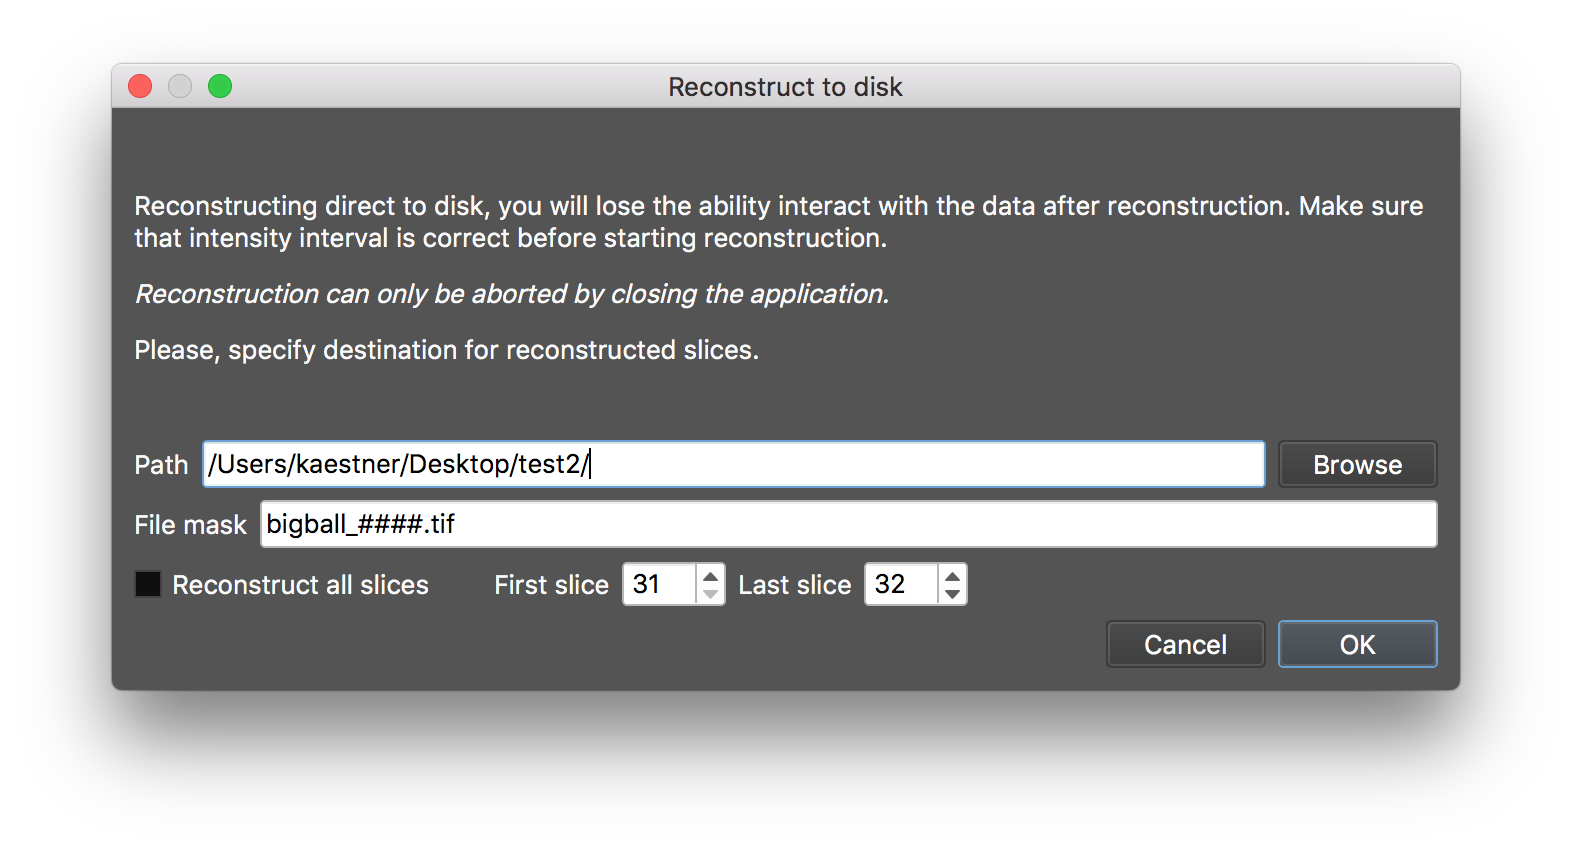 Reconstruct to disk
Reconstructing direct to disk, you will lose the ability interact with the data after reconstruction. Make sure
that intensity interval is correct before starting reconstruction.
Reconstruction can only be aborted by closing the application.
Please, specify destination for reconstructed slices.
Path /Users/kaestner/Desktop/test2/ Browse
File mask bigball_####.tif
Reconstruct all slices First slice 31 Last slice 32
Cancel OK